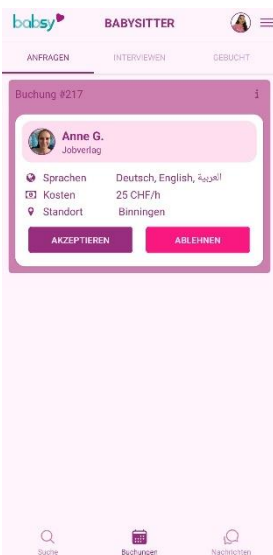 babsy
BABYSITTER
ANFRAGEN INTERVIEWEN GEBUCHT
Buchung #217 i
Anne G.
Jobverlag
Sprachen Deutsch, English, العربية
Kosten 25 CHF/h
Standort Binningen
AKZEPTIEREN ABLEHNEN
Suche Buchungen Nachrichten